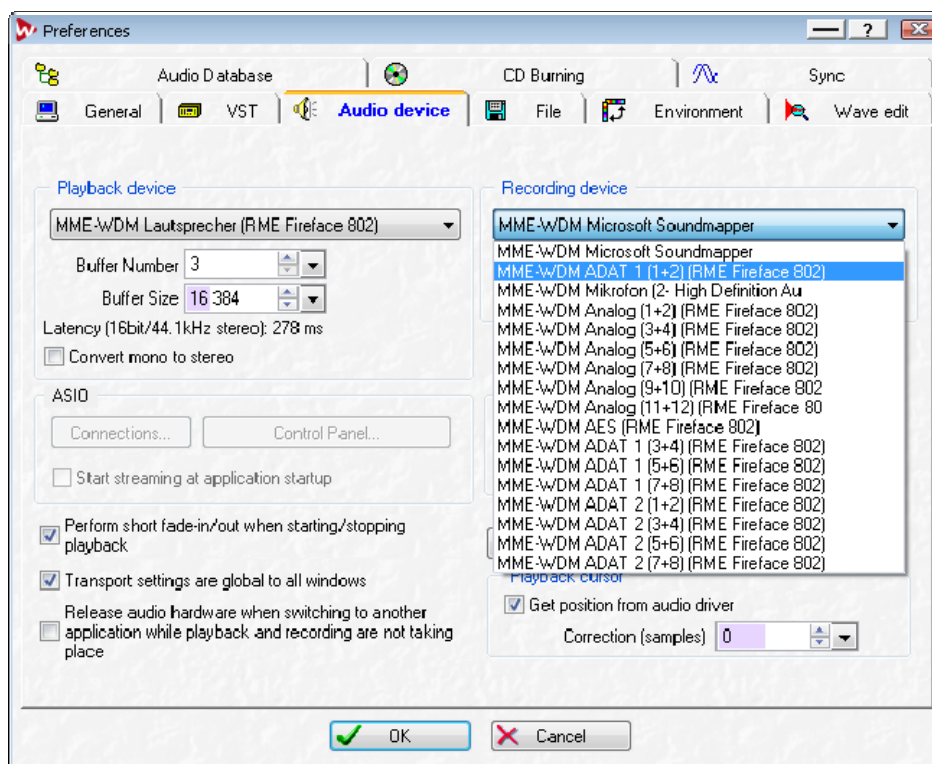 Preferences
?
Audio Database
CD Burning
Sync
General
VST
Audio device
File
Environment
Wave edit
Playback device
MME-WDM Lautsprecher (RME Fireface 802)
Buffer Number 3
Buffer Size 16 384
Latency (16bit/44.1kHz stereo): 278 ms
Convert mono to stereo
ASIO
Connections...
Control Panel...
Start streaming at application startup
Perform short fade-in/out when starting/stopping
playback
Transport settings are global to all windows
Release audio hardware when switching to another
application while playback and recording are not taking
place
Recording device
MME-WDM Microsoft Soundmapper
MME-WDM Microsoft Soundmapper
MME-WDM ADAT 1 (1+2) (RME Fireface 802)
MME-WDM Mikrofon (2- High Definition Au
MME-WDM Analog (1+2) (RME Fireface 802)
MME-WDM Analog (3+4) (RME Fireface 802)
MME-WDM Analog (5+6) (RME Fireface 802)
MME-WDM Analog (7+8) (RME Fireface 802)
MME-WDM Analog (9+10) (RME Fireface 802
MME-WDM Analog (11+12) (RME Fireface 80
MME-WDM AES (RME Fireface 802)
MME-WDM ADAT 1 (3+4) (RME Fireface 802)
MME-WDM ADAT 1 (5+6) (RME Fireface 802)
MME-WDM ADAT 1 (7+8) (RME Fireface 802)
MME-WDM ADAT 2 (1+2) (RME Fireface 802)
MME-WDM ADAT 2 (3+4) (RME Fireface 802)
MME-WDM ADAT 2 (5+6) (RME Fireface 802)
MME-WDM ADAT 2 (7+8) (RME Fireface 802)
Playback cursor
Get position from audio driver
Correction (samples) 0
OK
Cancel